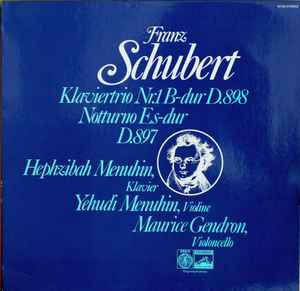 Franz
Schubert
Klaviertrio Nr.1 B-dur D.898
Notturno Es-dur
D.897
Hephzibah Menuhin,
Klavier
Yehudi Menuhin, Violine
Maurice Gendron,
Violoncello